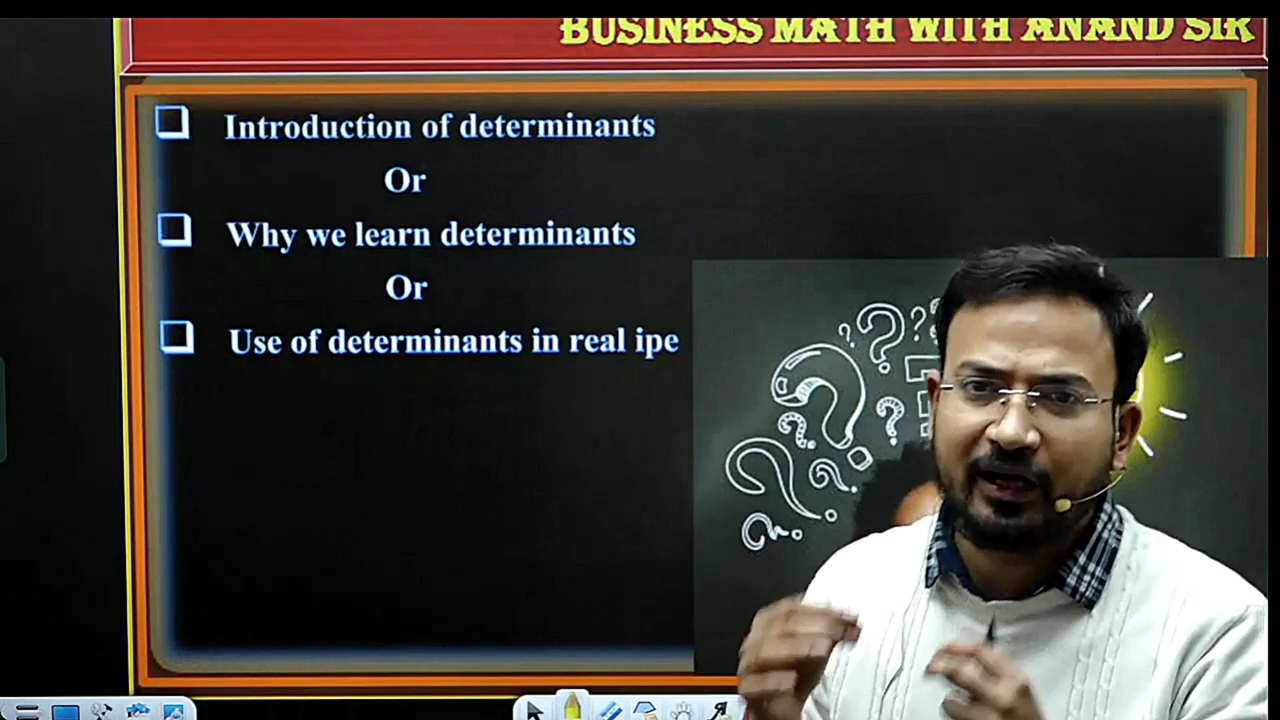 BUSINESS MATH WITH ANAND SIR
Introduction of determinants
Or
Why we learn determinants
Or
Use of determinants in real ipe